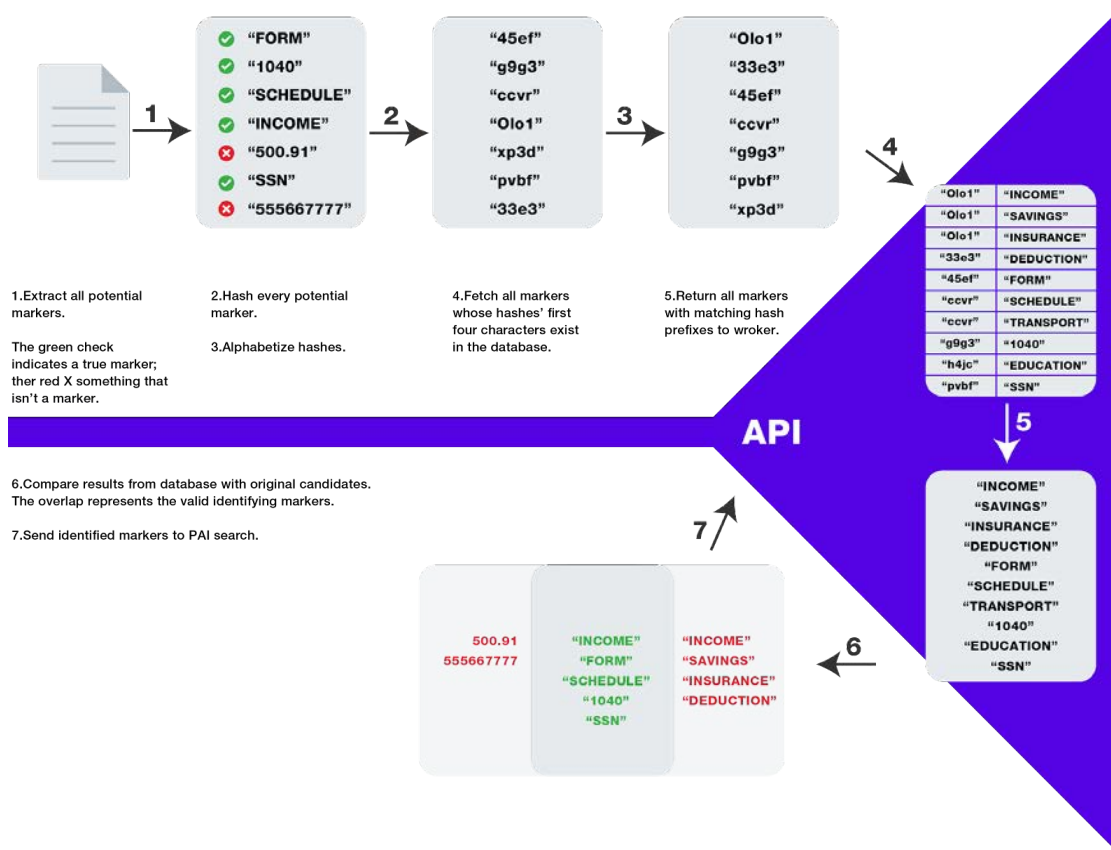 1
“FORM”
“1040”
“SCHEDULE”
“INCOME”
“500.91”
“SSN”
“555667777”
2
“45ef”
“g9g3”
“ccvr”
“Olo1”
“xp3d”
“pvbf”
“33e3”
3
“Olo1”
“33e3”
“45ef”
“ccvr”
“g9g3”
“pvbf”
“xp3d”
4
“Olo1” “INCOME”
“Olo1” “SAVINGS”
“Olo1” “INSURANCE”
“33e3” “DEDUCTION”
“45ef” “FORM”
“ccvr” “SCHEDULE”
“ccvr” “TRANSPORT”
“g9g3” “1040”
“h4jc” “EDUCATION”
“pvbf” “SSN”
1.Extract all potential
markers.
The green check
indicates a true marker;
ther red X something that
isn’t a marker.
2.Hash every potential
marker.
3.Alphabetize hashes.
4.Fetch all markers
whose hashes’ first
four characters exist
in the database.
5.Return all markers
with matching hash
prefixes to wroker.
API
5
“INCOME”
“SAVINGS”
“INSURANCE”
“DEDUCTION”
“FORM”
“SCHEDULE”
“TRANSPORT”
“1040”
“EDUCATION”
“SSN”
6.Compare results from database with original candidates.
The overlap represents the valid identifying markers.
7.Send identified markers to PAI search.
6
500.91
555667777
“INCOME”
“FORM”
“SCHEDULE”
“1040”
“SSN”
“INCOME”
“SAVINGS”
“INSURANCE”
“DEDUCTION”
7